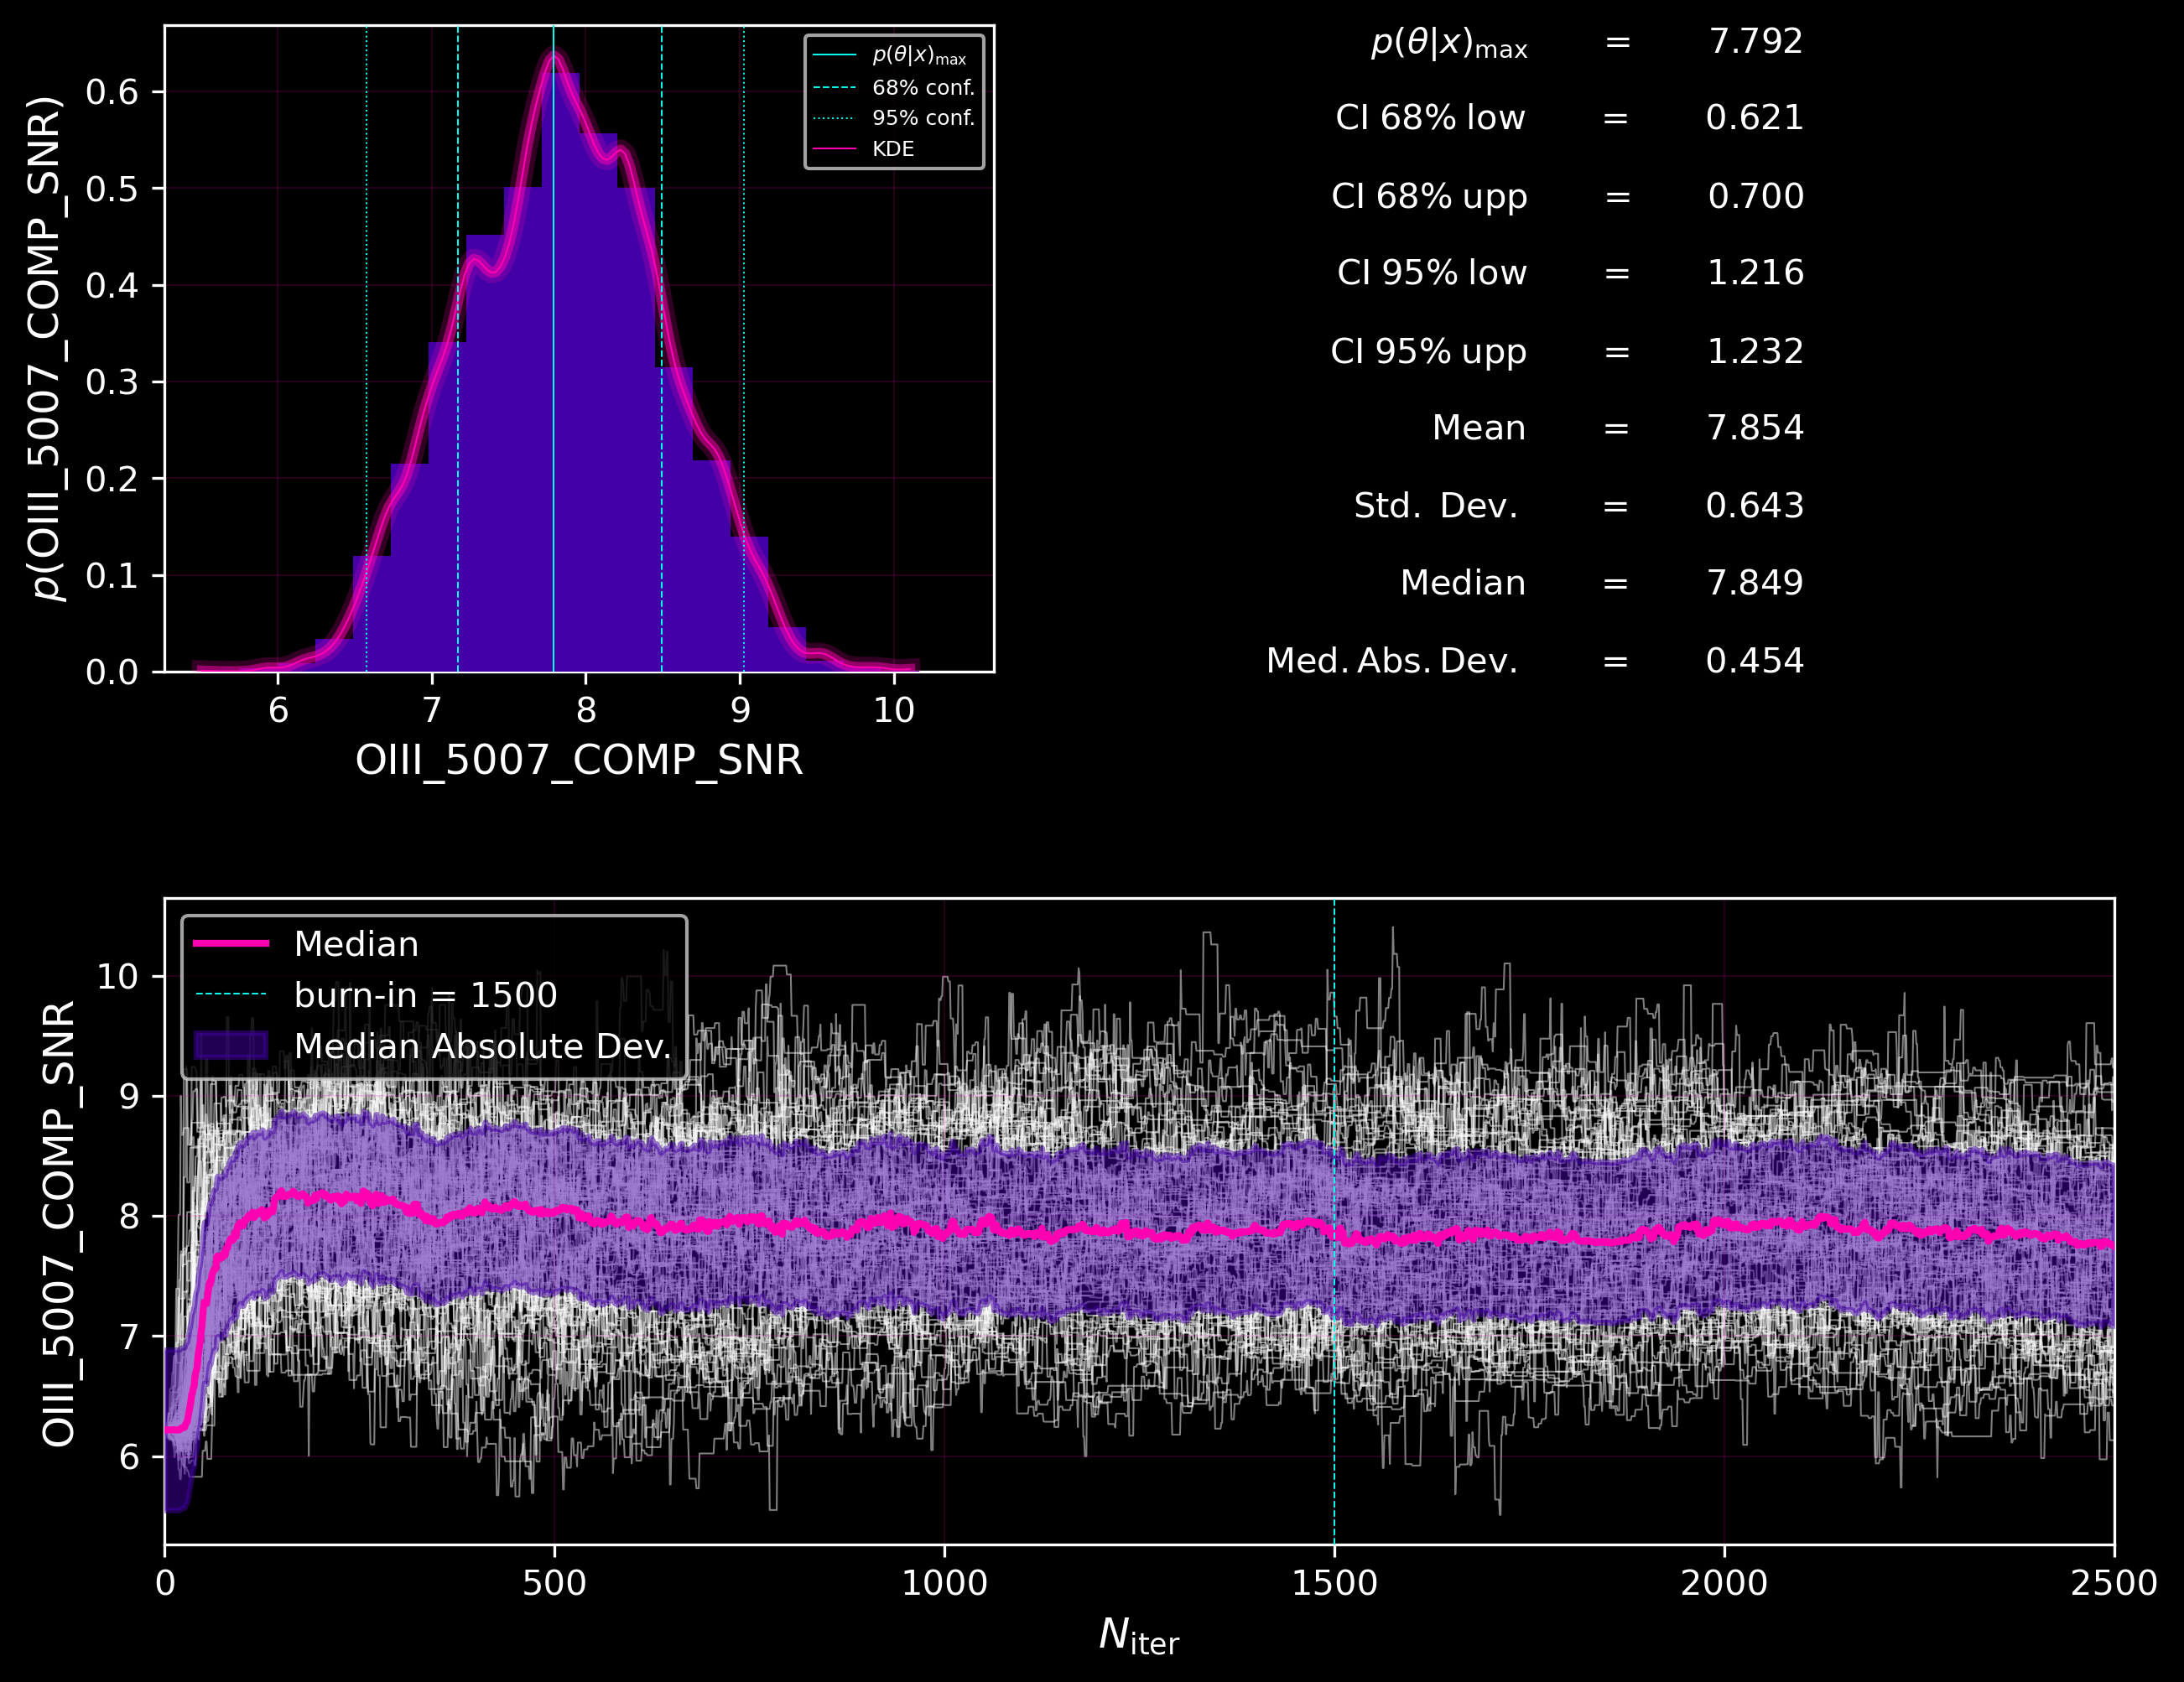 p(OIII_5007_COMP_SNR)
0.6
0.5
0.4
0.3
0.2
0.1
0.0
6 7 8 9 10
OIII_5007_COMP_SNR
p(θ|x)max
68% conf.
95% conf.
KDE
p(θ|x)max = 7.792
CI 68% low = 0.621
CI 68% upp = 0.700
CI 95% low = 1.216
CI 95% upp = 1.232
Mean = 7.854
Std. Dev. = 0.643
Median = 7.849
Med. Abs. Dev. = 0.454
OIII_5007_COMP_SNR
10
9
8
7
6
Median
burn-in = 1500
Median Absolute Dev.
0 500 1000 1500 2000 2500
Niter